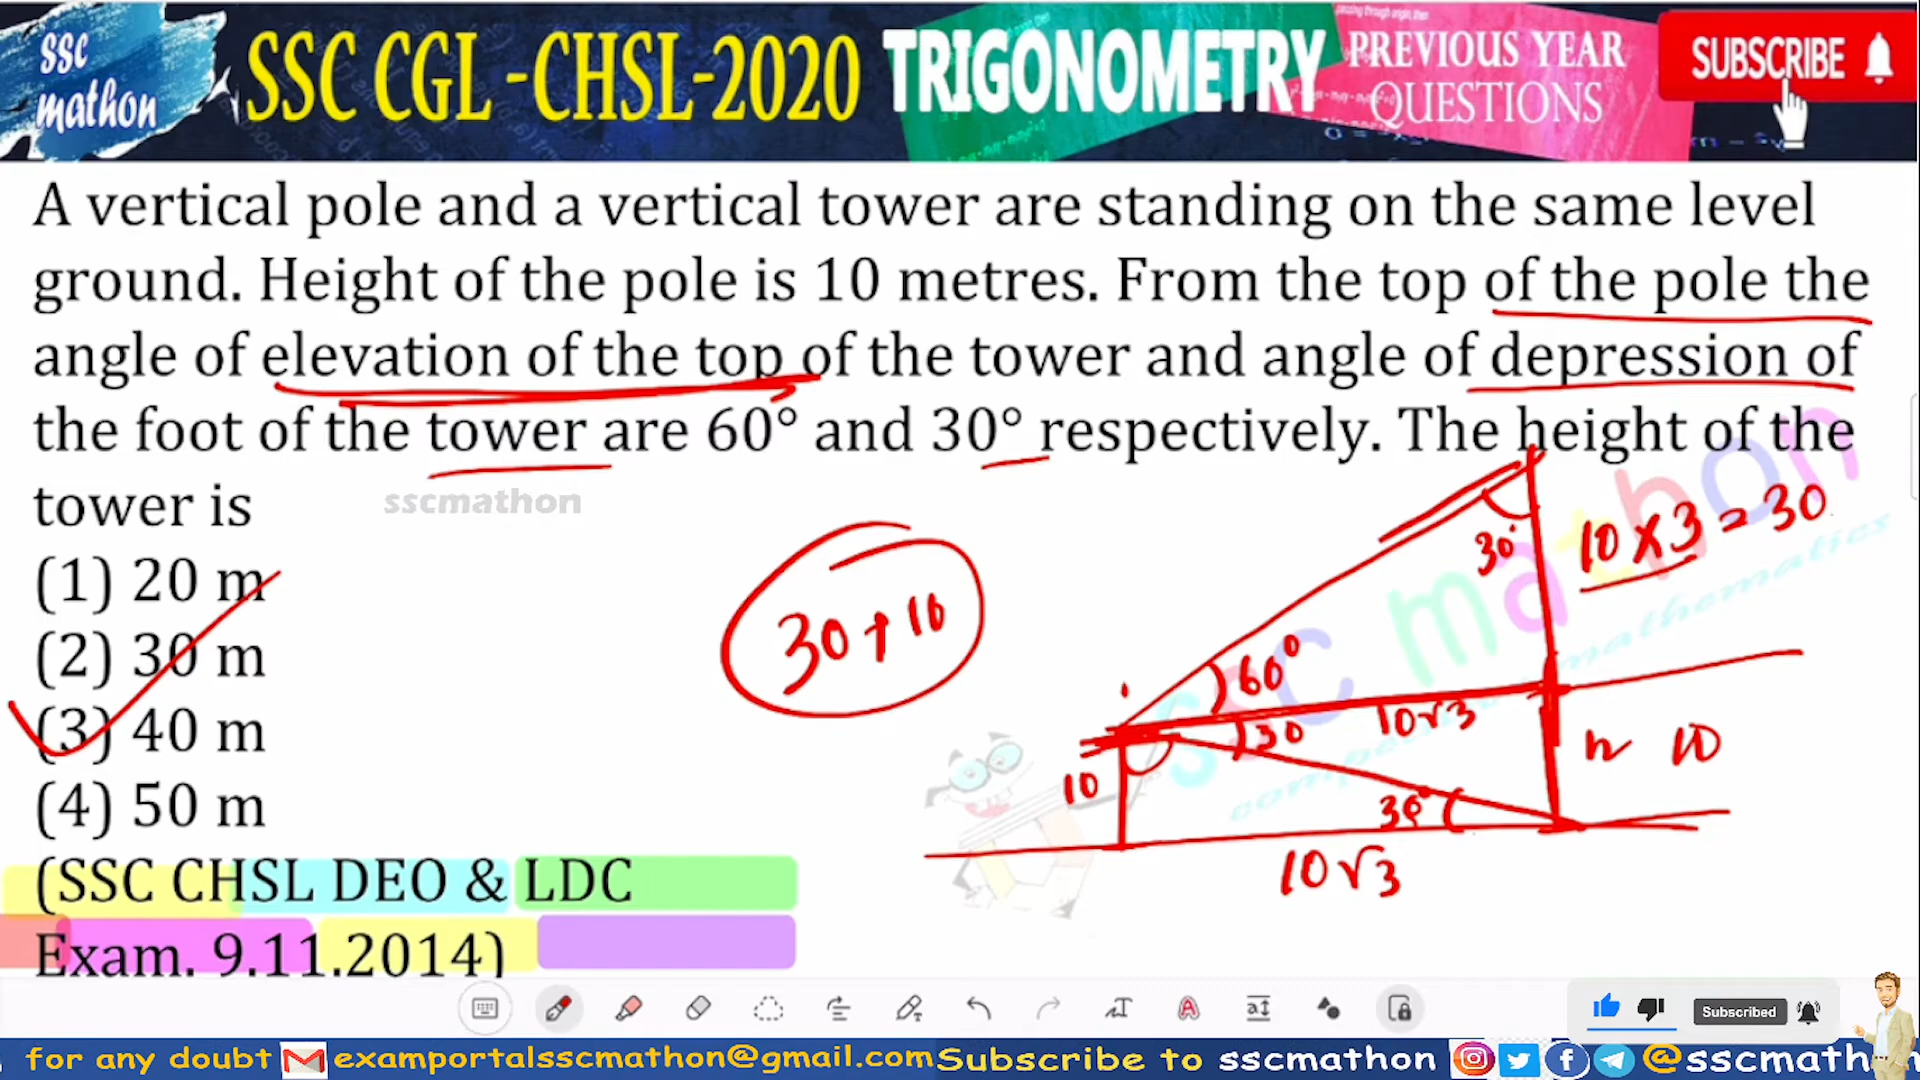 ssc
mathon
SSC CGL -CHSL-2020
TRIGONOMETRY
PREVIOUS YEAR
QUESTIONS
SUBSCRIBE
A vertical pole and a vertical tower are standing on the same level
ground. Height of the pole is 10 metres. From the top of the pole the
angle of elevation of the top of the tower and angle of depression of
the foot of the tower are 60° and 30° respectively. The height of the
tower is
sscmathon
(1) 20 m
(2) 30 m
(3) 40 m
(4) 50 m
(SSC CHSL DEO & LDC
Exam. 9.11.2014)
30+10
30°
10 × 3 = 30
60°
30
10√3
10
30°
h 10
10√3
ssc mathon
Subscribed
for any doubt examportalsscmathon@gmail.com Subscribe to sscmathon @sscmath